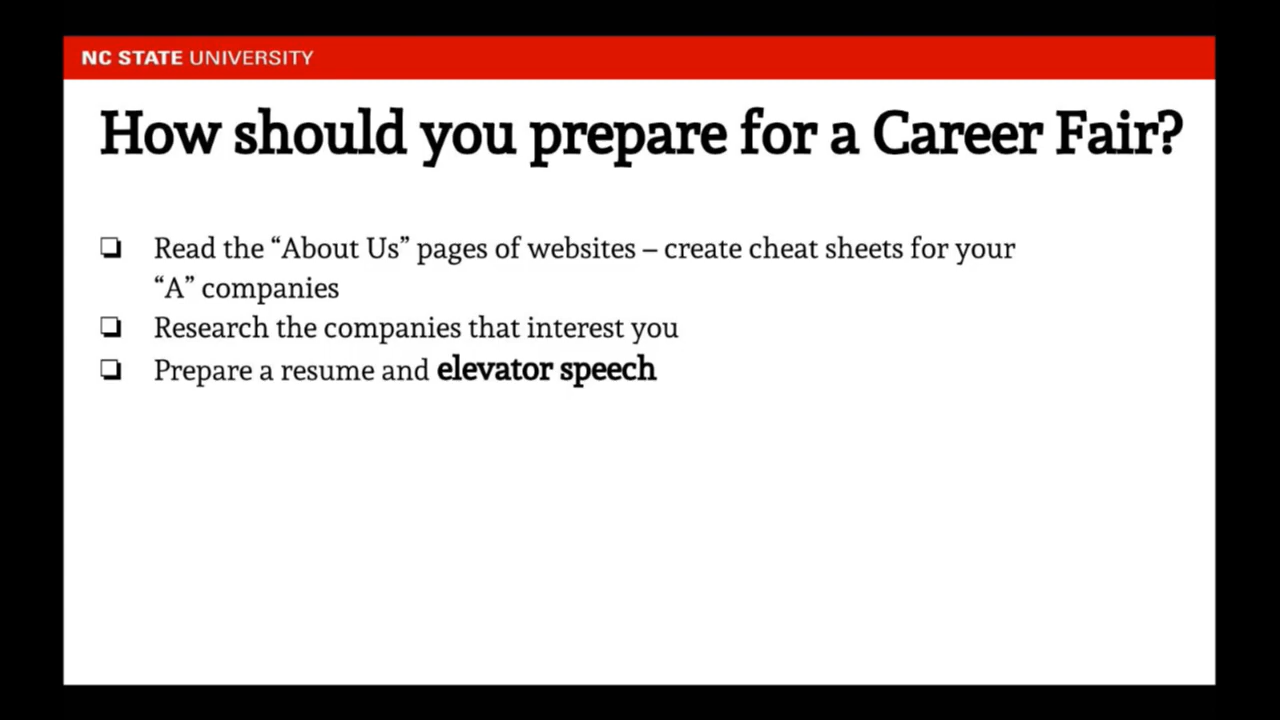 NC STATE UNIVERSITY
How should you prepare for a Career Fair?
❏ Read the “About Us” pages of websites – create cheat sheets for your
“A” companies
❏ Research the companies that interest you
❏ Prepare a resume and elevator speech